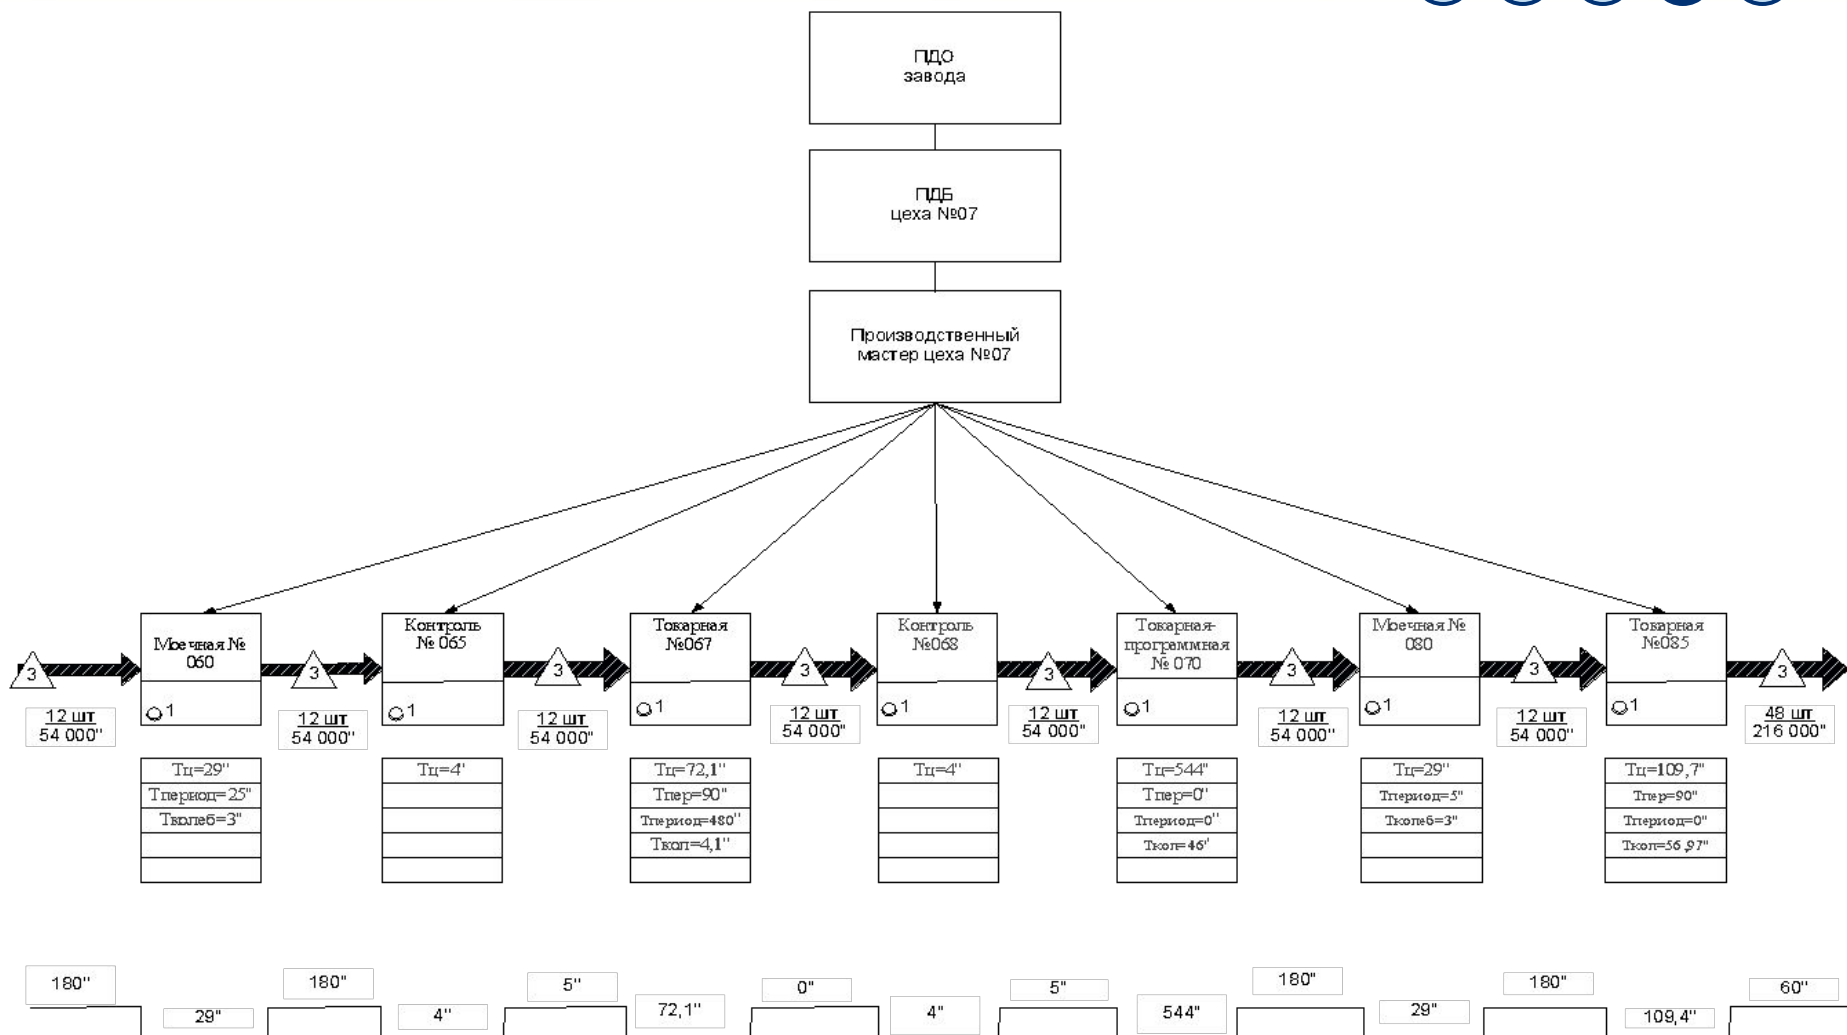 ПДО
завода
ПДБ
цеха №07
Производственный
мастер цеха №07
Моечная №
060
Контроль
№ 065
Токарная
№067
Контроль
№068
Токарная-
программная
№ 070
Моечная №
080
Токарная
№085
3
3
3
3
3
3
3
3
1
1
1
1
1
1
1
12 шт
54 000"
12 шт
54 000"
12 шт
54 000"
12 шт
54 000"
12 шт
54 000"
12 шт
54 000"
12 шт
54 000"
48 шт
216 000"
Тц=29"
Тпериод=25"
Тколеб=3"
Тц=4'
Тц=72,1"
Тпер=90"
Тпериод=480"
Ткол=4,1"
Тц=4"
Тц=544"
Тпер=0"
Тпериод=0"
Ткол=46"
Тц=29"
Тпериод=5"
Тколеб=3"
Тц=109,7"
Тпер=90"
Тпериод=0"
Ткол=56,97"
180"
29"
180"
4"
5"
72,1"
0"
4"
5"
544"
180"
29"
180"
109,4"
60"